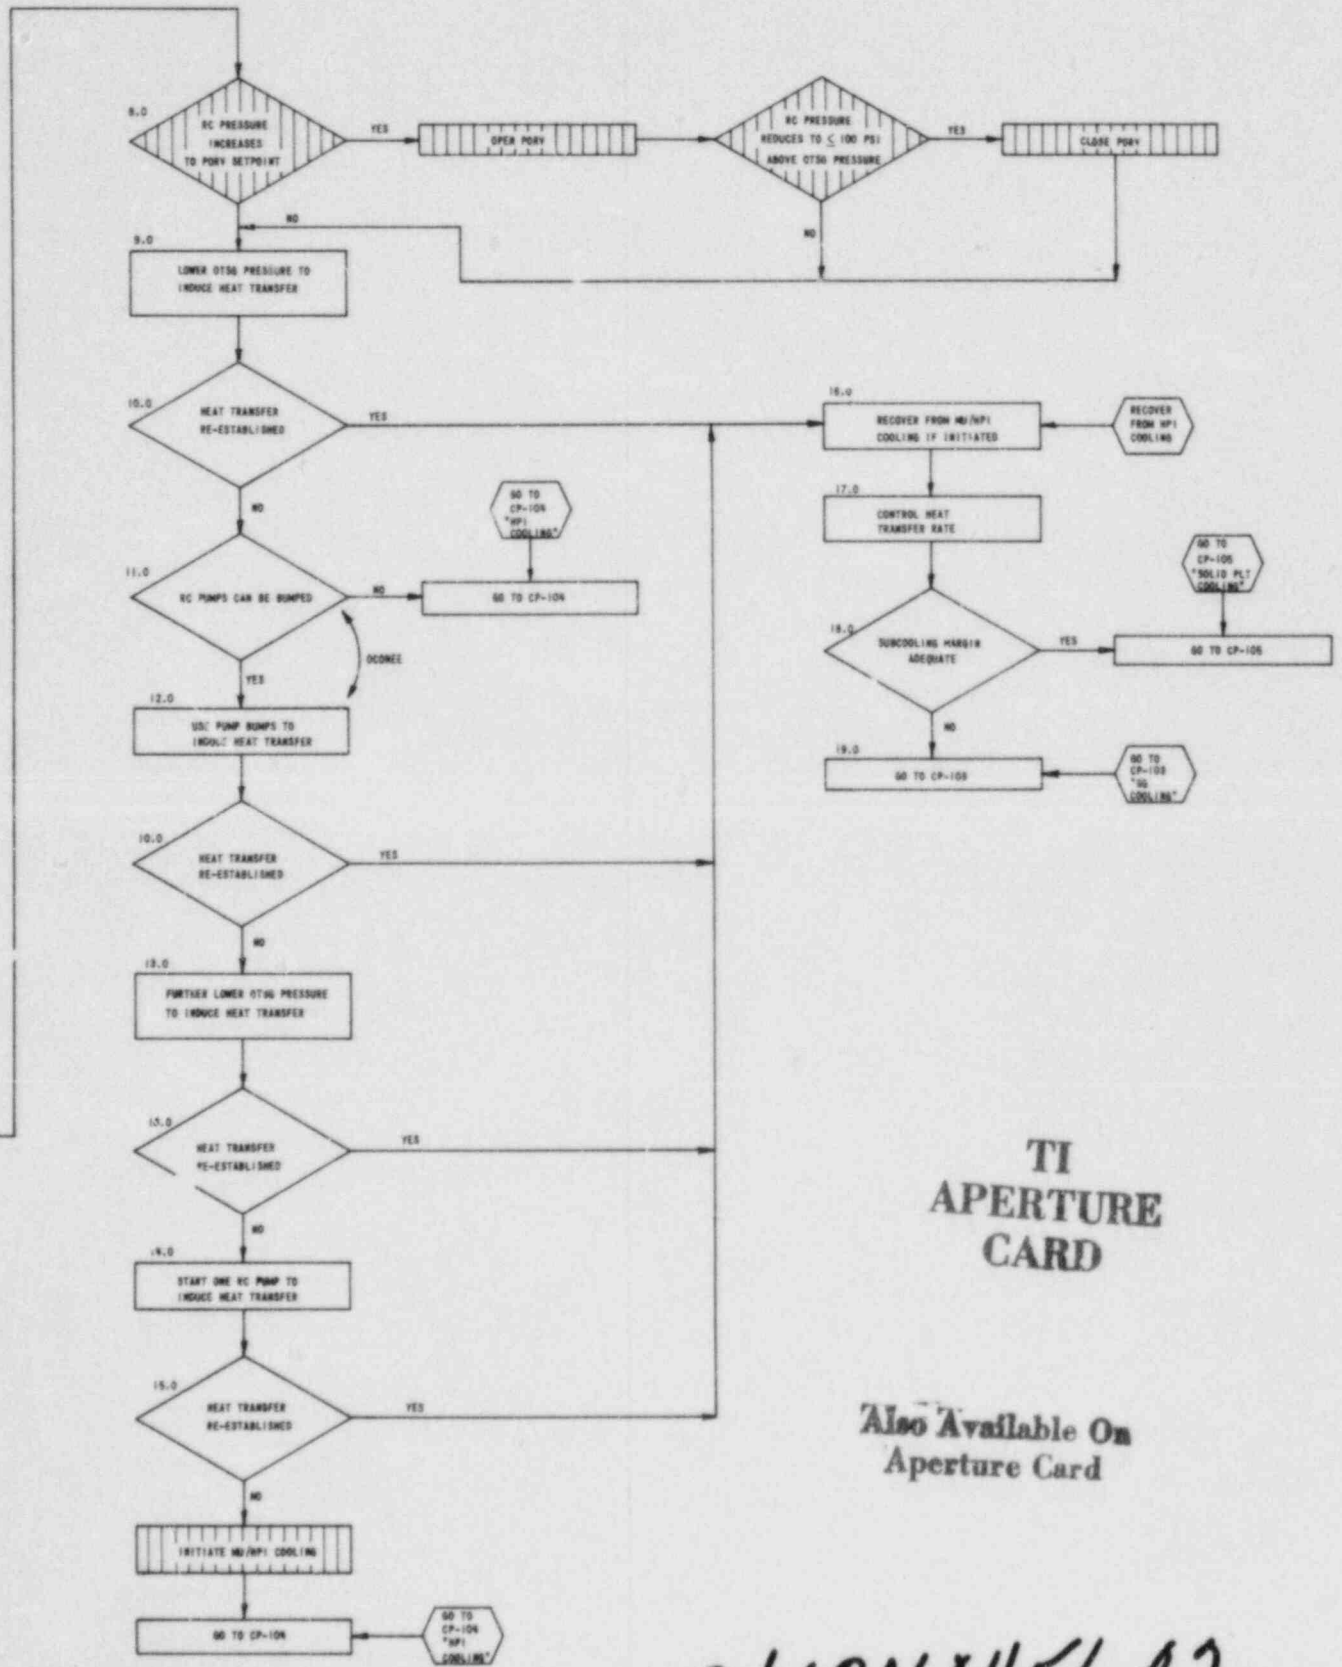 8.0
RC PRESSURE
INCREASES
TO PORV SETPOINT
YES
OPEN PORV
RC PRESSURE
REDUCES TO ≤ 100 PSI
ABOVE OTSG PRESSURE
YES
CLOSE PORV
NO
NO
9.0
LOWER OTSG PRESSURE TO
INDUCE HEAT TRANSFER
10.0
HEAT TRANSFER
RE-ESTABLISHED
YES
16.0
RECOVER FROM MU/HPI
COOLING IF INITIATED
RECOVER
FROM HPI
COOLING
NO
17.0
CONTROL HEAT
TRANSFER RATE
GO TO
CP-104
"HPI
COOLING"
11.0
RC PUMPS CAN BE BUMPED
NO
GO TO CP-104
GO TO
CP-105
"SOLID PLT
COOLING"
OCONEE
18.0
SUBCOOLING MARGIN
ADEQUATE
YES
GO TO CP-105
YES
12.0
USE PUMP BUMPS TO
INDUCE HEAT TRANSFER
NO
19.0
GO TO CP-103
GO TO
CP-103
"SG
COOLING"
10.0
HEAT TRANSFER
RE-ESTABLISHED
YES
NO
13.0
FURTHER LOWER OTSG PRESSURE
TO INDUCE HEAT TRANSFER
10.0
HEAT TRANSFER
RE-ESTABLISHED
YES
NO
14.0
START ONE RC PUMP TO
INDUCE HEAT TRANSFER
15.0
HEAT TRANSFER
RE-ESTABLISHED
YES
NO
INITIATE MU/HPI COOLING
GO TO CP-104
GO TO
CP-104
"HPI
COOLING"
TI
APERTURE
CARD
Also Available On
Aperture Card